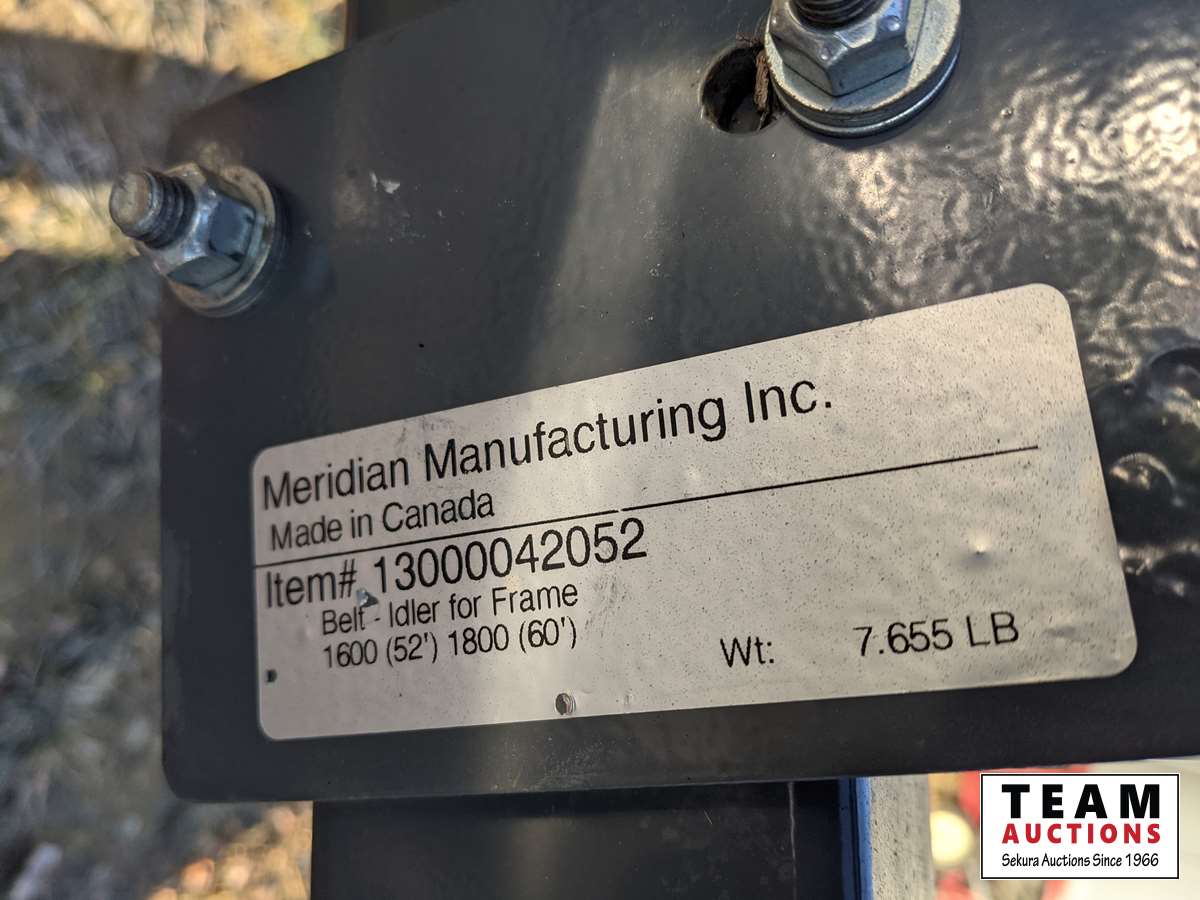 Meridian Manufacturing Inc.
Made in Canada
Item# 13000042052
Belt - Idler for Frame
1600 (52') 1800 (60')
Wt: 7.655 LB
TEAM
AUCTIONS
Sekura Auctions Since 1966